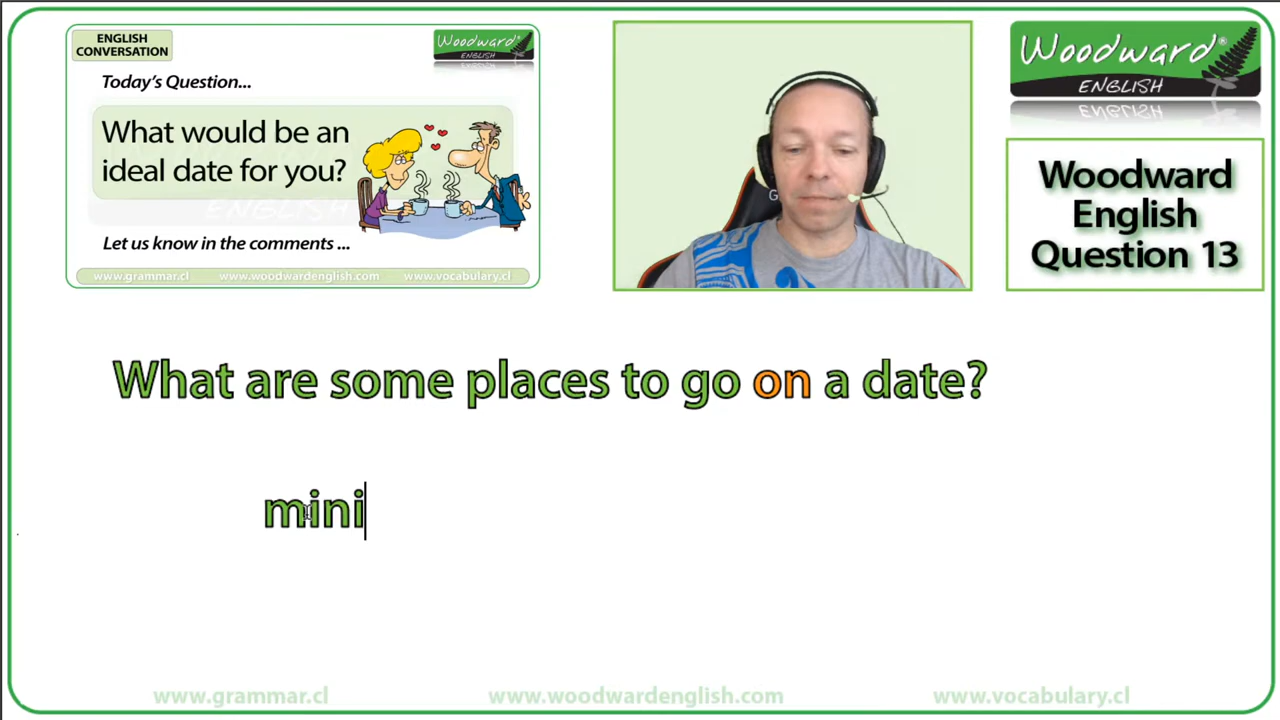 ENGLISH
CONVERSATION
Woodward®
ENGLISH
Today's Question...
What would be an
ideal date for you?
Let us know in the comments ...
www.grammar.cl www.woodwardenglish.com www.vocabulary.cl
G
Woodward®
ENGLISH
Woodward
English
Question 13
What are some places to go on a date?
mini
www.grammar.cl www.woodwardenglish.com www.vocabulary.cl